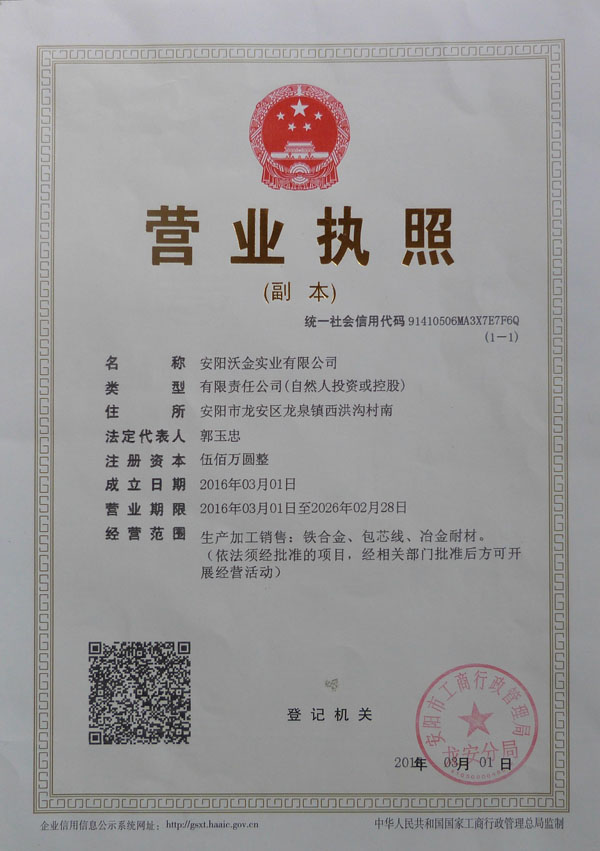 营业执照
(副 本)
统一社会信用代码 91410506MA3X7E7F6Q
(1-1)
名 称 安阳沃金实业有限公司
类 型 有限责任公司(自然人投资或控股)
住 所 安阳市龙安区龙泉镇西洪沟村南
法定代表人 郭玉忠
注册资本 伍佰万圆整
成立日期 2016年03月01日
营业期限 2016年03月01日至2026年02月28日
经营范围 生产加工销售：铁合金、包芯线、冶金耐材。
（依法须经批准的项目，经相关部门批准后方可开
展经营活动）
登记机关
安阳市工商行政管理局
龙安分局
年 03月 01日
企业信用信息公示系统网址：http://gsxt.haaic.gov.cn
中华人民共和国国家工商行政管理总局监制